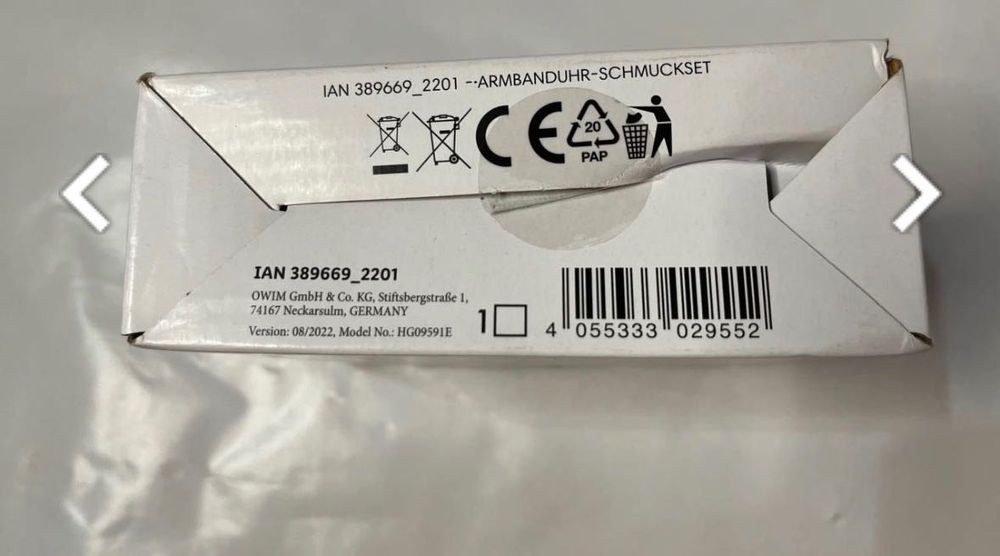 IAN 389669_2201 --ARMBANDUHR-SCHMUCKSET
CE
20
PAP
IAN 389669_2201
OWIM GmbH & Co. KG, Stiftsbergstraße 1,
74167 Neckarsulm, GERMANY
Version: 08/2022, Model No.: HG09591E
1
4 055333 029552